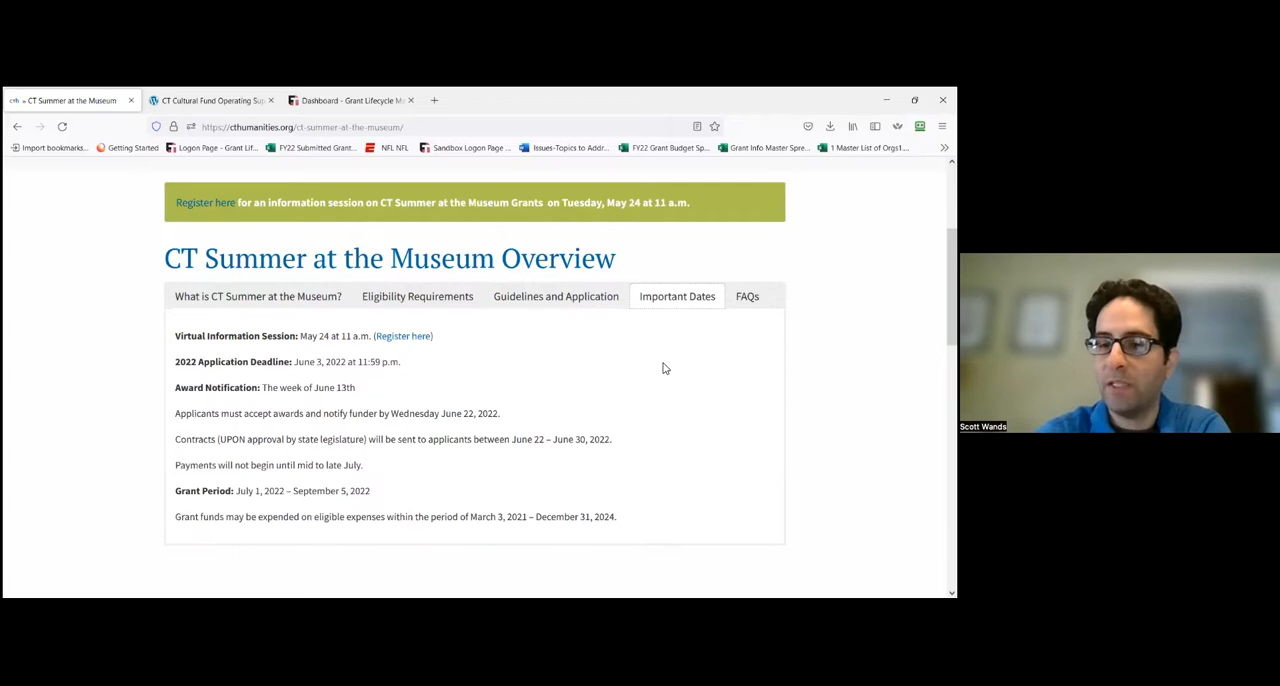 cth » CT Summer at the Museum
CT Cultural Fund Operating Sup
Dashboard - Grant Lifecycle Ma
https://cthumanities.org/ct-summer-at-the-museum/
Import bookmarks... Getting Started Logon Page - Grant Lif... FY22 Submitted Grant... NFL NFL Sandbox Logon Page ... Issues-Topics to Addr... FY22 Grant Budget Sp... Grant Info Master Spre... 1 Master List of Orgs1...
Register here for an information session on CT Summer at the Museum Grants on Tuesday, May 24 at 11 a.m.
CT Summer at the Museum Overview
What is CT Summer at the Museum? Eligibility Requirements Guidelines and Application Important Dates FAQs
Virtual Information Session: May 24 at 11 a.m. (Register here)
2022 Application Deadline: June 3, 2022 at 11:59 p.m.
Award Notification: The week of June 13th
Applicants must accept awards and notify funder by Wednesday June 22, 2022.
Contracts (UPON approval by state legislature) will be sent to applicants between June 22 – June 30, 2022.
Payments will not begin until mid to late July.
Grant Period: July 1, 2022 – September 5, 2022
Grant funds may be expended on eligible expenses within the period of March 3, 2021 – December 31, 2024.
Scott Wands